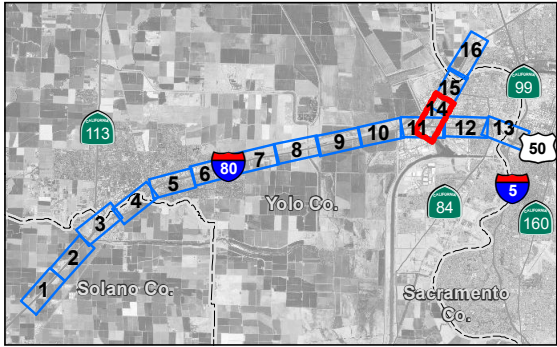 16
15
CALIFORNIA
99
14
CALIFORNIA
113
11
12
13
50
10
9
8
7
6
80
5
4
3
2
1
Yolo Co.
CALIFORNIA
84
5
CALIFORNIA
160
Solano Co.
Sacramento
Co.